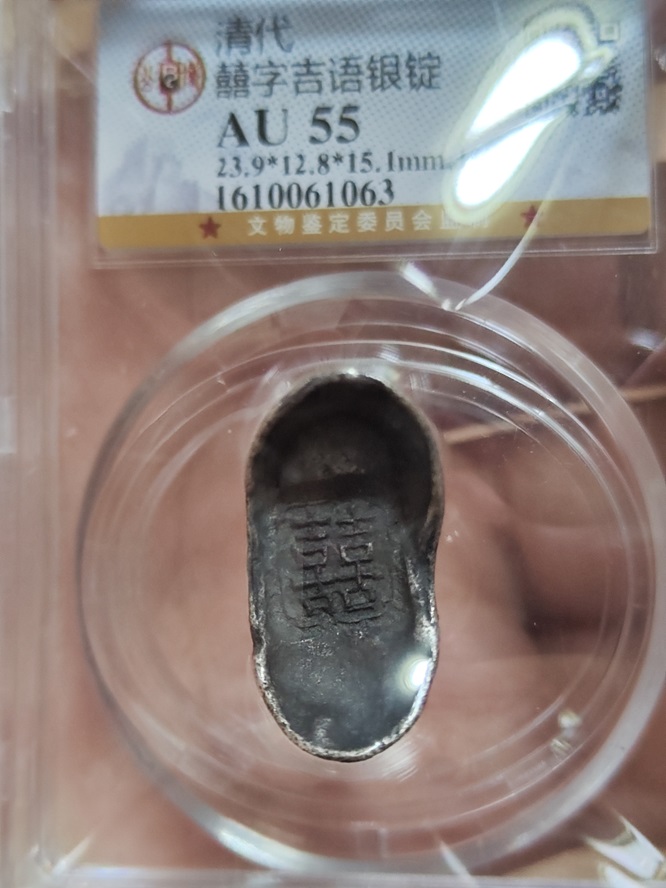 清代
囍字吉语银锭
AU 55
23.9*12.8*15.1mm
1610061063
文物鉴定委员会
囍